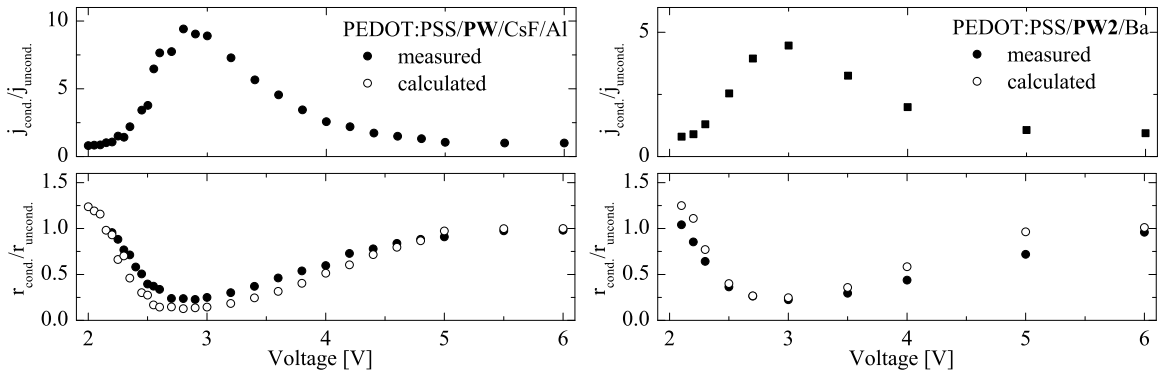 10
5
0
j_cond./j_uncond.
PEDOT:PSS/PW/CsF/Al
measured
calculated
1.5
1.0
0.5
0.0
r_cond./r_uncond.
2 3 4 5 6
Voltage [V]
5
0
j_cond./j_uncond.
PEDOT:PSS/PW2/Ba
measured
calculated
1.5
1.0
0.5
0.0
r_cond./r_uncond.
2 3 4 5 6
Voltage [V]